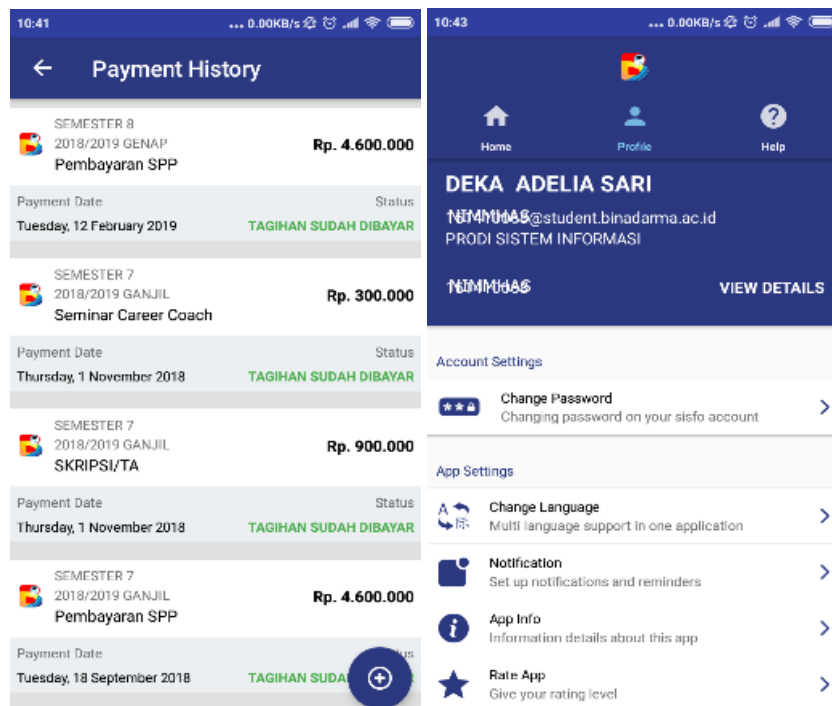 10:41
... 0.00KB/s
Payment History
SEMESTER 8
2018/2019 GENAP
Rp. 4.600.000
Pembayaran SPP
Payment Date
Status
Tuesday, 12 February 2019
TAGIHAN SUDAH DIBAYAR
SEMESTER 7
2018/2019 GANJIL
Rp. 300.000
Seminar Career Coach
Payment Date
Status
Thursday, 1 November 2018
TAGIHAN SUDAH DIBAYAR
SEMESTER 7
2018/2019 GANJIL
Rp. 900.000
SKRIPSI/TA
Payment Date
Status
Thursday, 1 November 2018
TAGIHAN SUDAH DIBAYAR
SEMESTER 7
2018/2019 GANJIL
Rp. 4.600.000
Pembayaran SPP
Payment Date
Tuesday, 18 September 2018
TAGIHAN
10:43
... 0.00KB/s
Home
Profile
Help
DEKA ADELIA SARI
@student.binadarma.ac.id
PRODI SISTEM INFORMASI
VIEW DETAILS
Account Settings
Change Password
Changing password on your sisfo account
App Settings
Change Language
Multi language support in one application
Notification
Set up notifications and reminders
App Info
Information details about this app
Rate App
Give your rating level